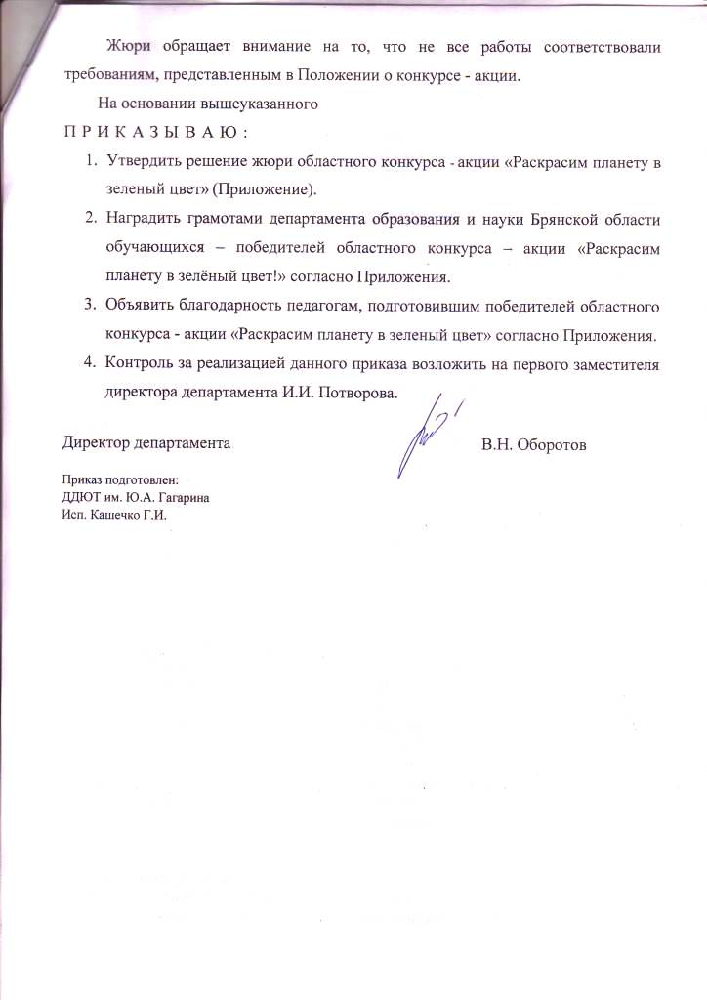 Жюри обращает внимание на то, что не все работы соответствовали
требованиям, представленным в Положении о конкурсе - акции.
На основании вышеуказанного
П Р И К А З Ы В А Ю :
1. Утвердить решение жюри областного конкурса - акции «Раскрасим планету в
зеленый цвет» (Приложение).
2. Наградить грамотами департамента образования и науки Брянской области
обучающихся – победителей областного конкурса – акции «Раскрасим
планету в зелёный цвет!» согласно Приложения.
3. Объявить благодарность педагогам, подготовившим победителей областного
конкурса - акции «Раскрасим планету в зеленый цвет» согласно Приложения.
4. Контроль за реализацией данного приказа возложить на первого заместителя
директора департамента И.И. Потворова.
Директор департамента В.Н. Оборотов
Приказ подготовлен:
ДДЮТ им. Ю.А. Гагарина
Исп. Кашечко Г.И.